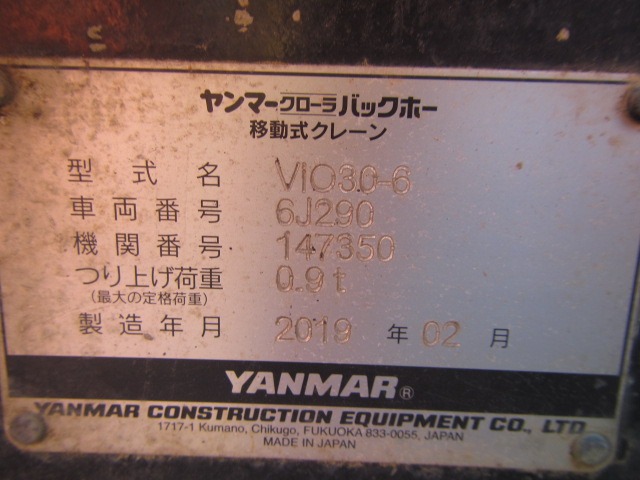 ヤンマークローラバックホー
移動式クレーン
型式名 VIO30-6
車両番号 6J290
機関番号 147350
つり上げ荷重 0.9t
(最大の定格荷重)
製造年月 2019 年 02 月
YANMAR®
YANMAR CONSTRUCTION EQUIPMENT CO., LTD.
1717-1 Kumano, Chikugo, FUKUOKA 833-0055, JAPAN
MADE IN JAPAN